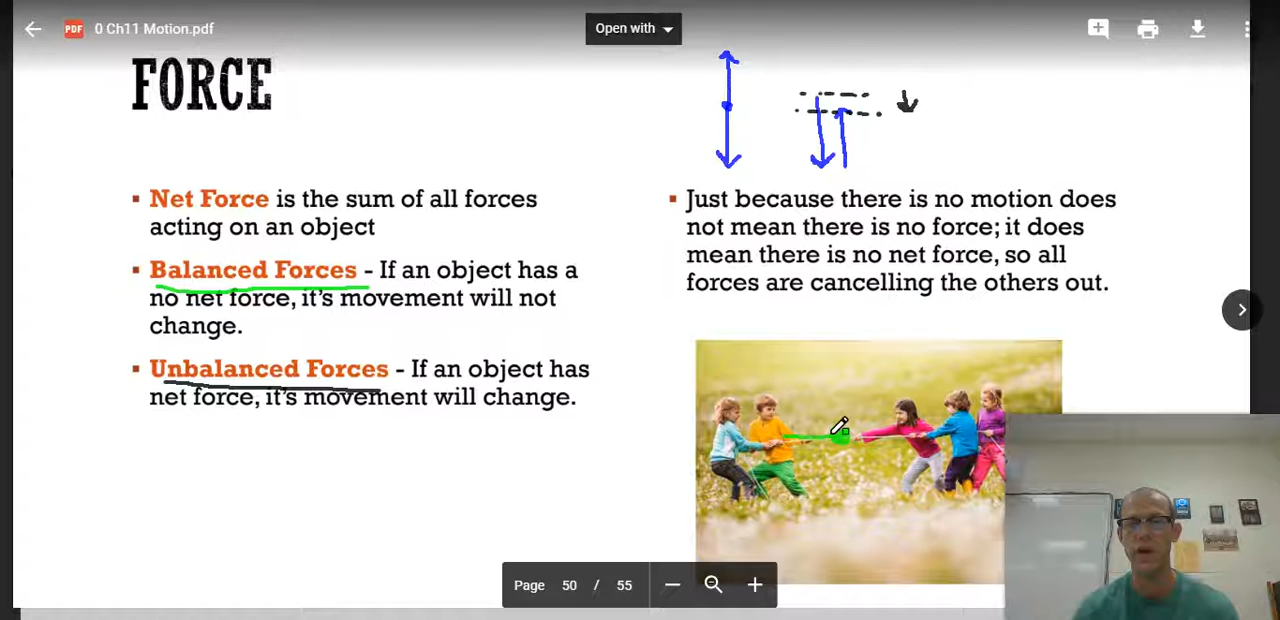 PDF 0 Ch11 Motion.pdf
Open with
FORCE
▪ Net Force is the sum of all forces
acting on an object
▪ Balanced Forces - If an object has a
no net force, it's movement will not
change.
▪ Unbalanced Forces - If an object has
net force, it's movement will change.
▪ Just because there is no motion does
not mean there is no force; it does
mean there is no net force, so all
forces are cancelling the others out.
Page 50 / 55